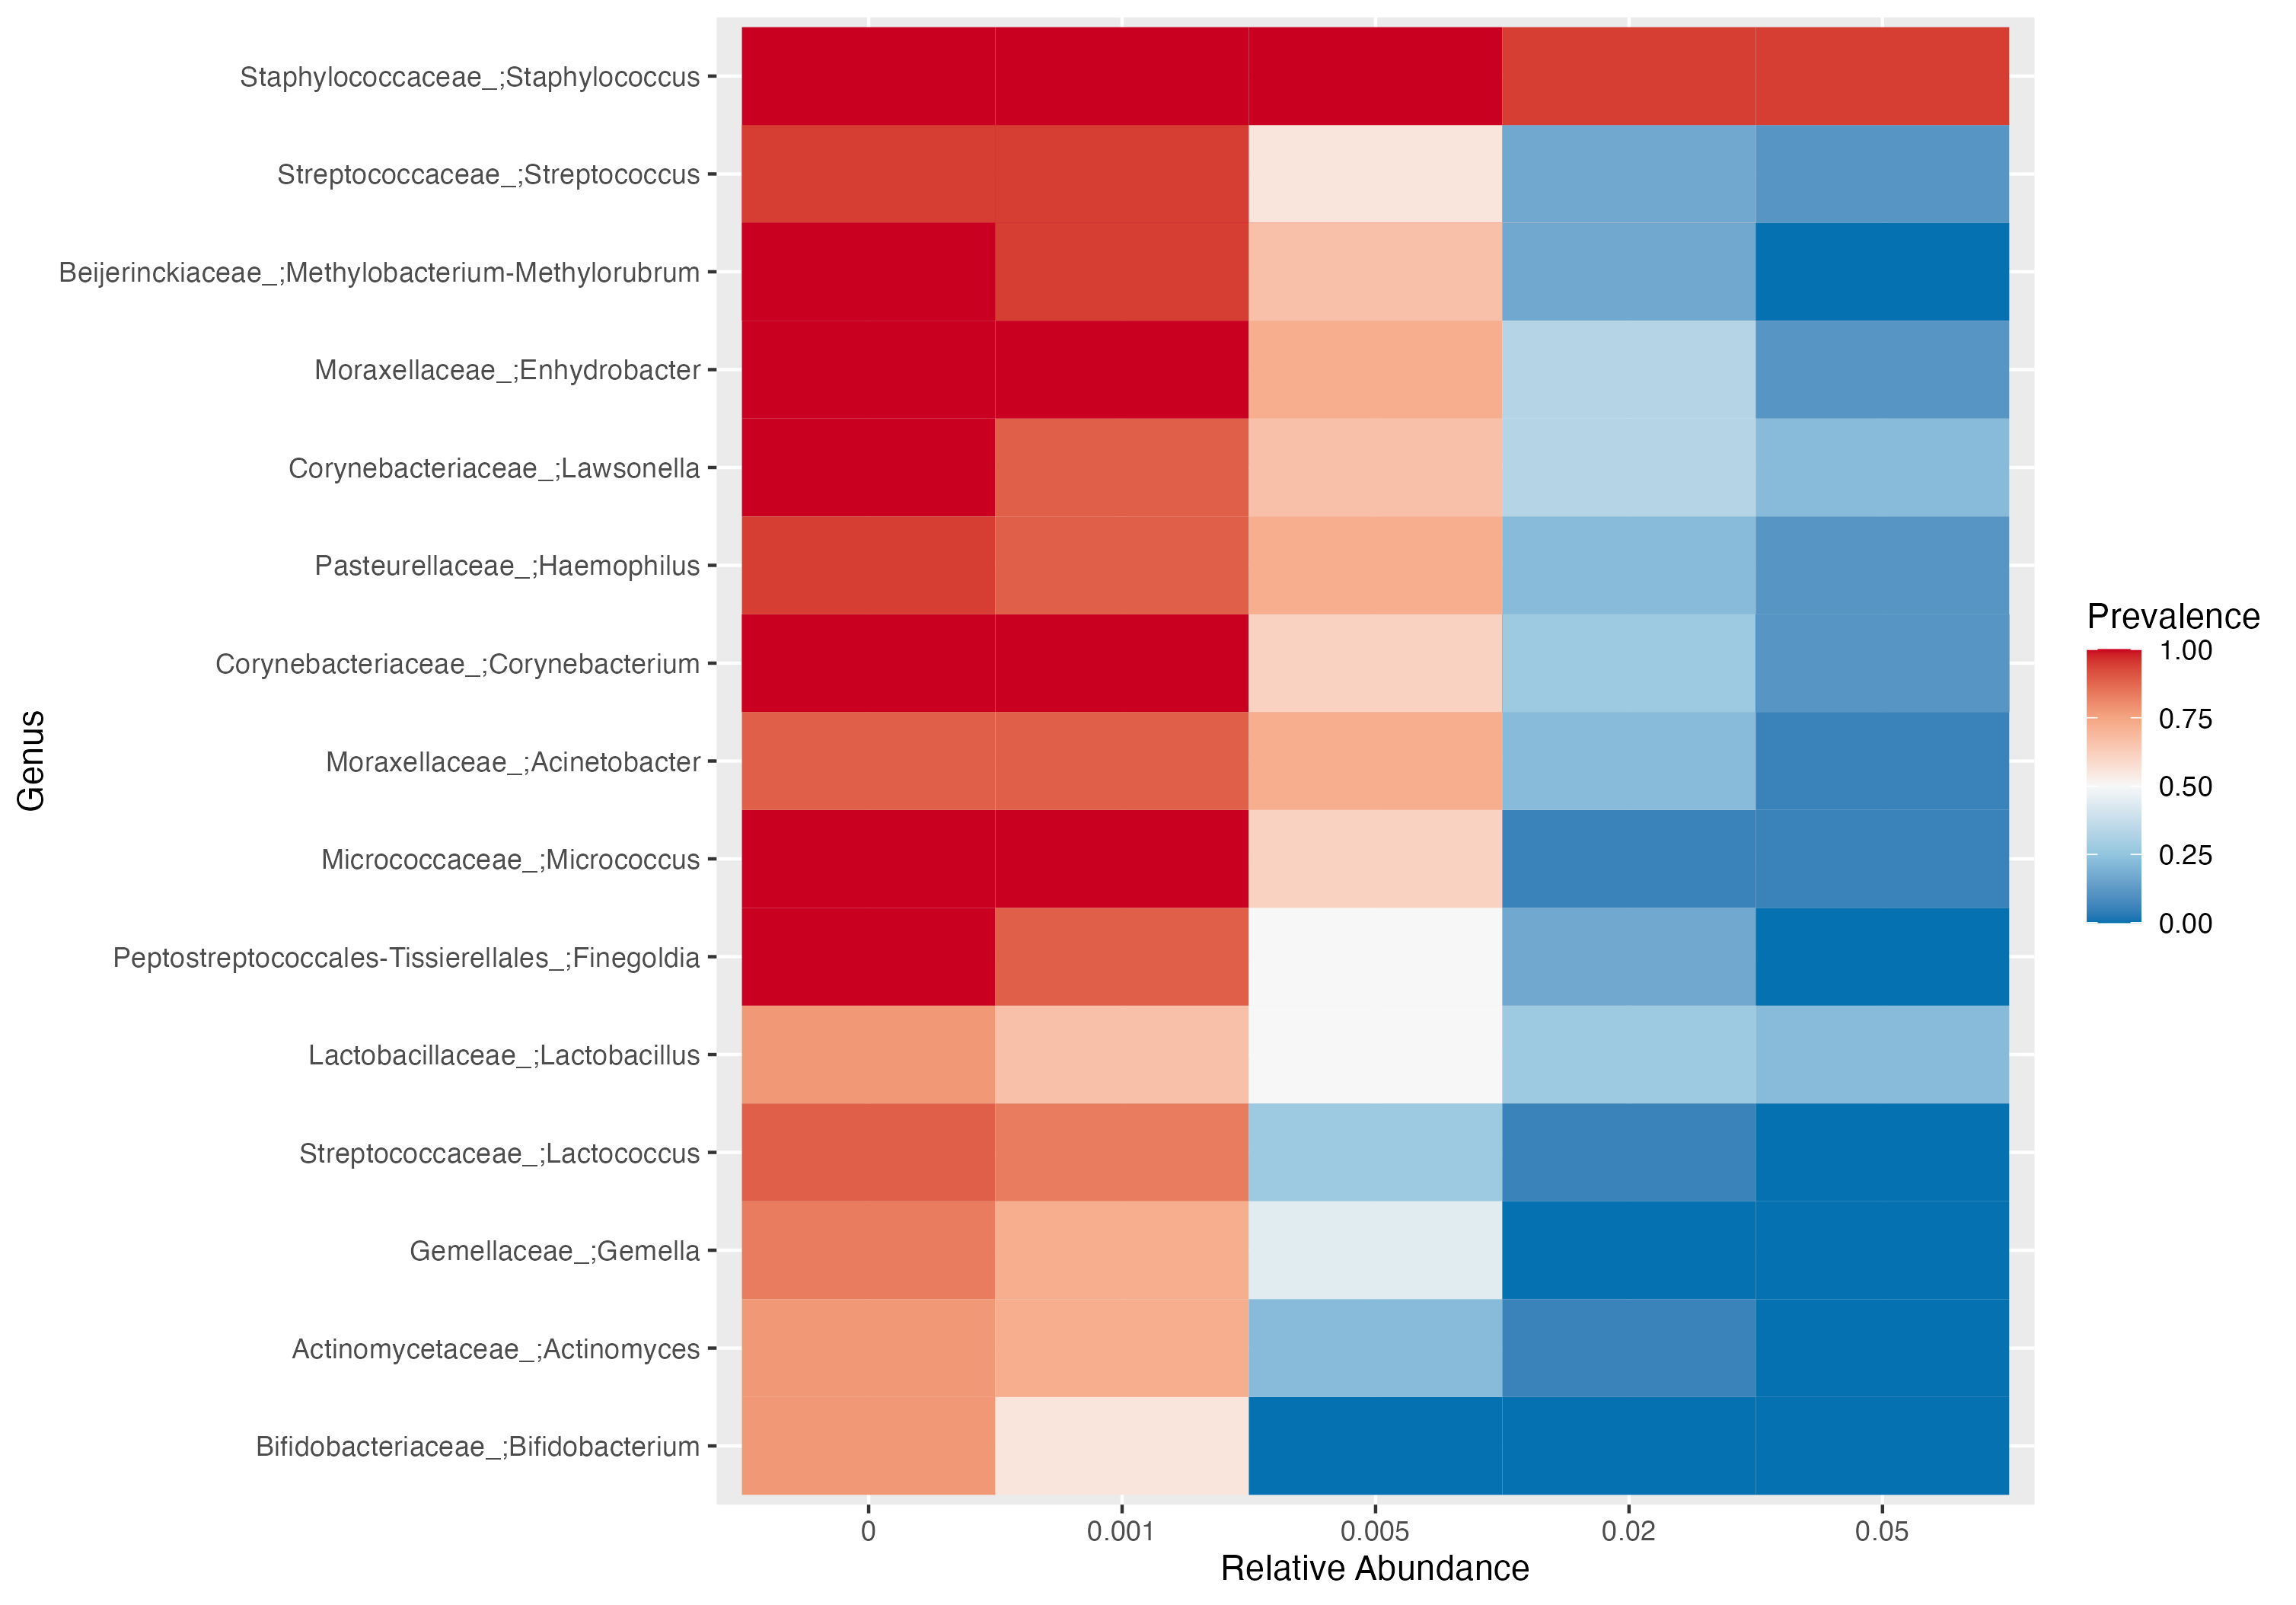 Staphylococcaceae_;Staphylococcus
Streptococcaceae_;Streptococcus
Beijerinckiaceae_;Methylobacterium-Methylorubrum
Moraxellaceae_;Enhydrobacter
Corynebacteriaceae_;Lawsonella
Pasteurellaceae_;Haemophilus
Corynebacteriaceae_;Corynebacterium
Moraxellaceae_;Acinetobacter
Micrococcaceae_;Micrococcus
Peptostreptococcales-Tissierellales_;Finegoldia
Lactobacillaceae_;Lactobacillus
Streptococcaceae_;Lactococcus
Gemellaceae_;Gemella
Actinomycetaceae_;Actinomyces
Bifidobacteriaceae_;Bifidobacterium
Genus
0 0.001 0.005 0.02 0.05
Relative Abundance
Prevalence
1.00
0.75
0.50
0.25
0.00